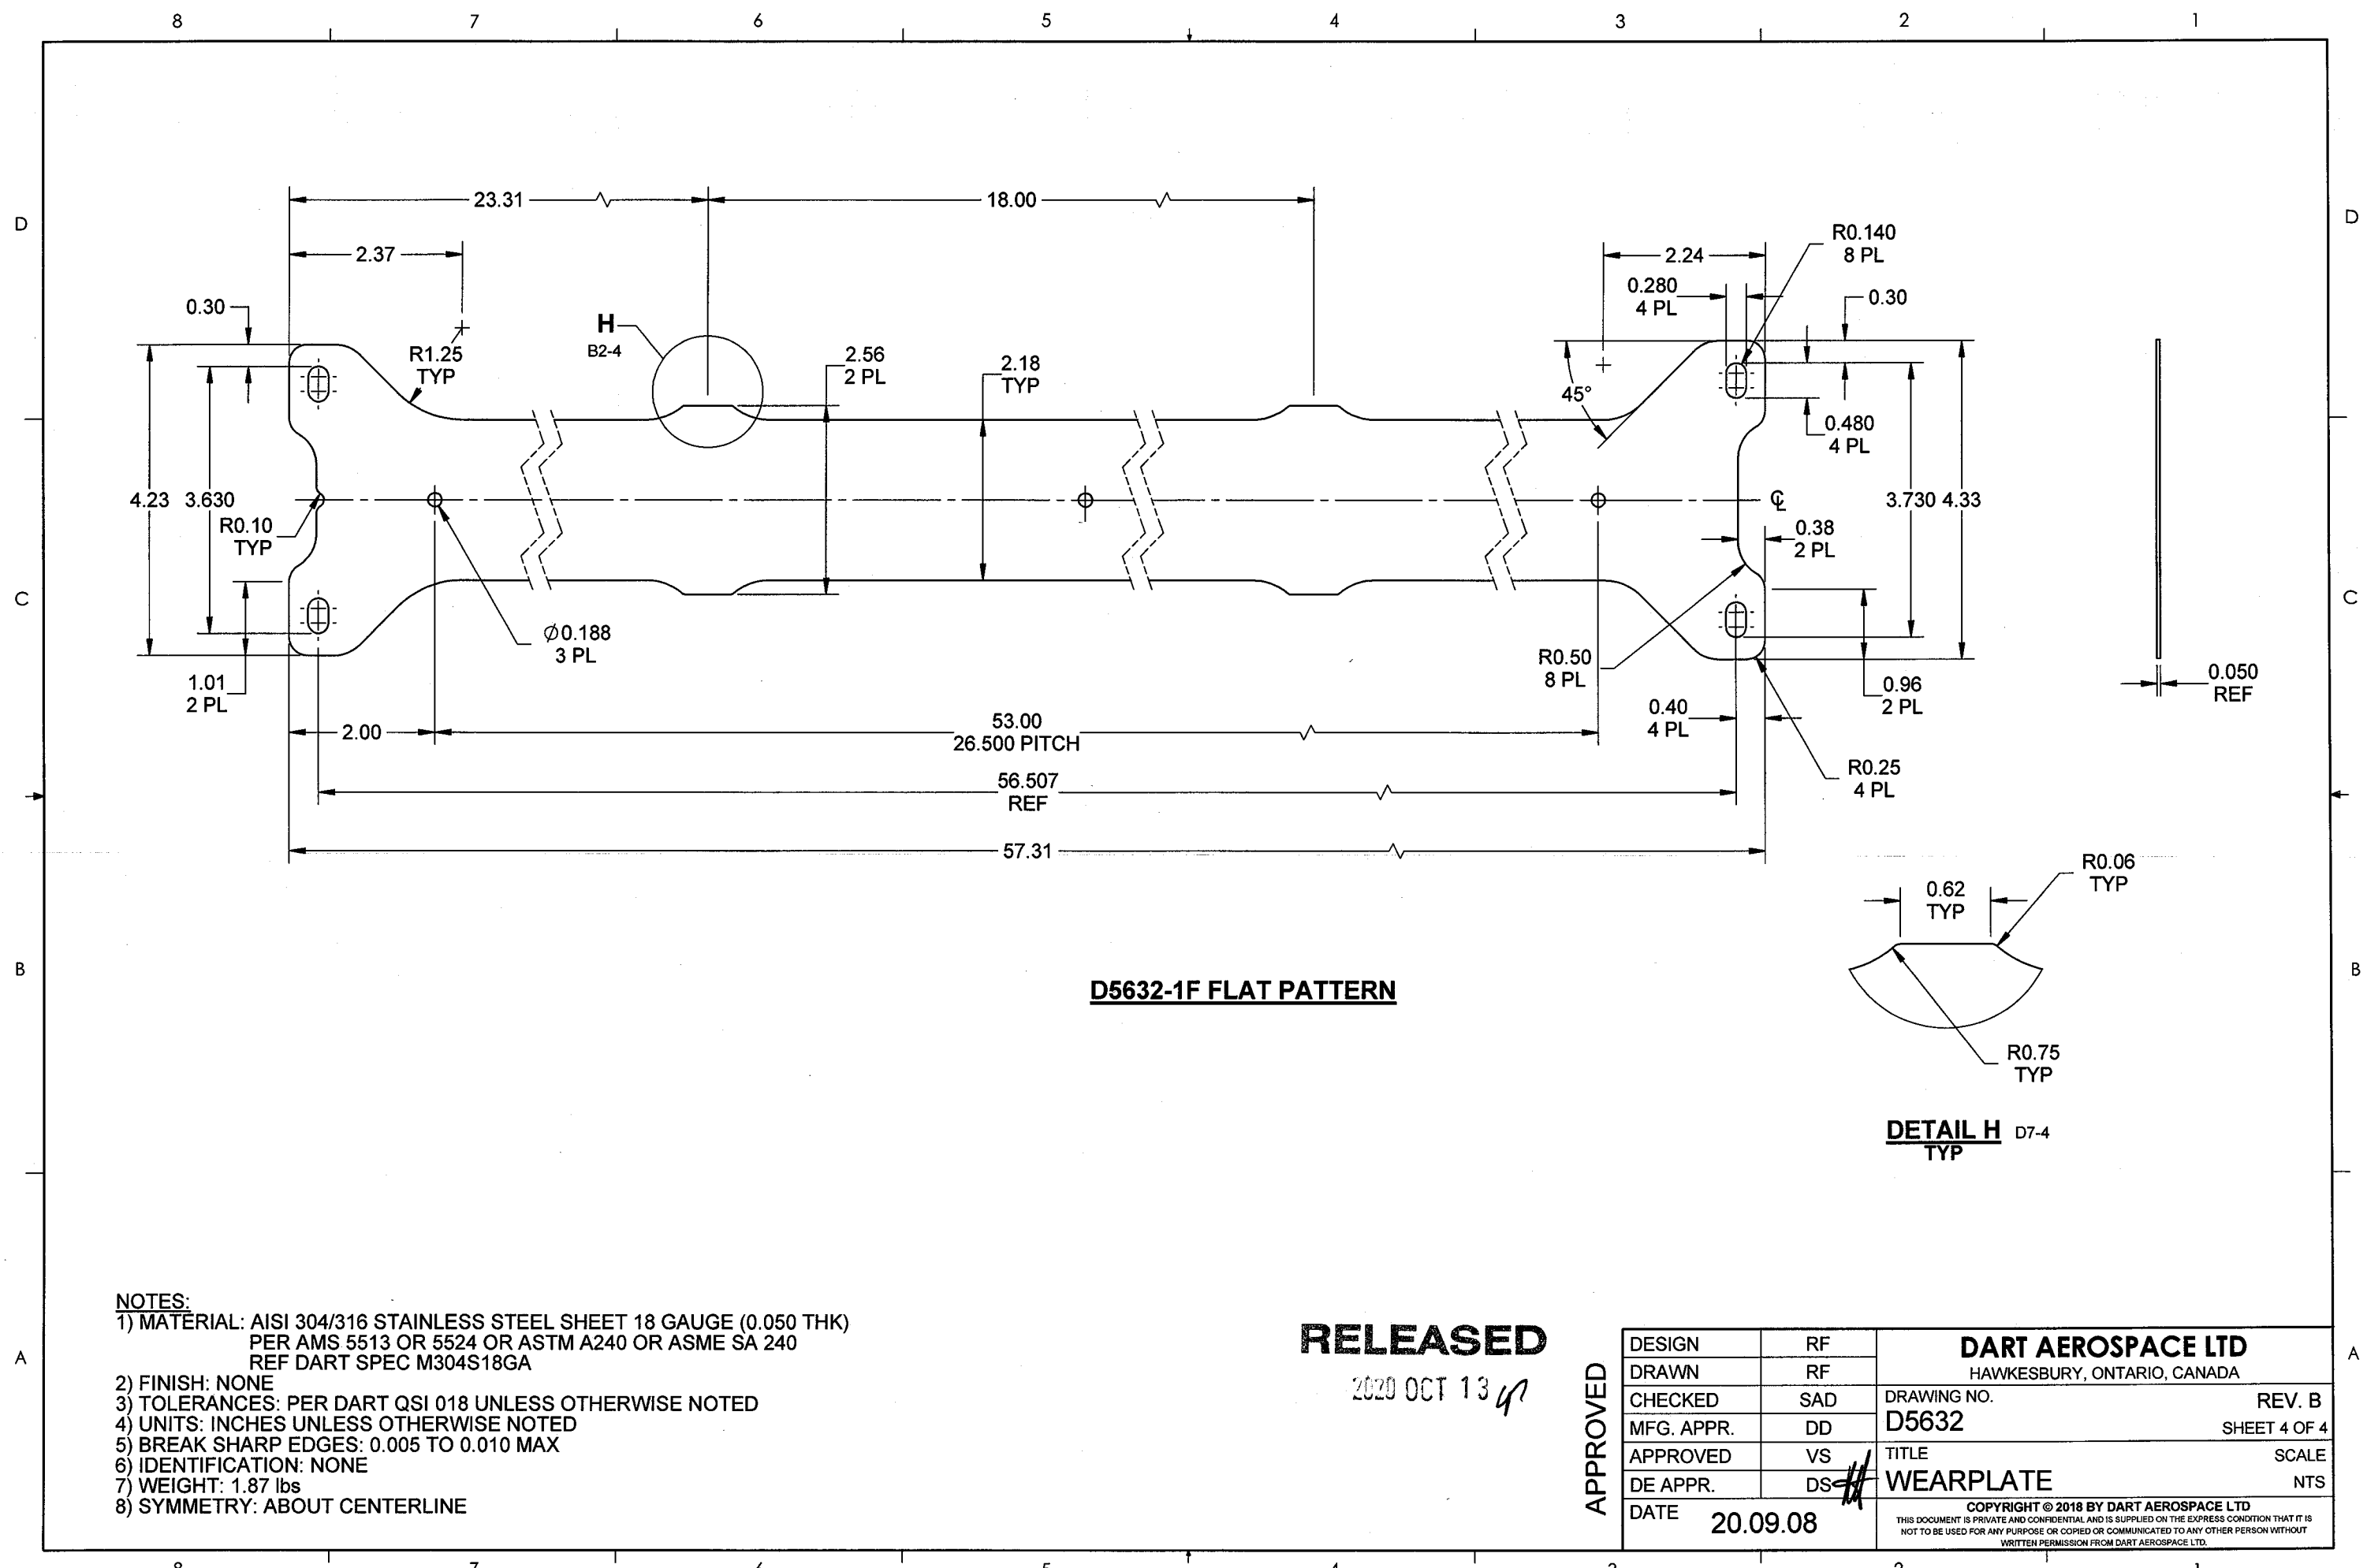 8 7 6 5 4 3 2 1
D
D
23.31
18.00
2.37
2.24
R0.140
8 PL
0.280
4 PL
0.30
0.30
H
B2-4
R1.25
TYP
2.56
2 PL
2.18
TYP
45°
0.480
4 PL
4.23
3.630
R0.10
TYP
3.730
4.33
0.38
2 PL
C
C
Ø0.188
3 PL
R0.50
8 PL
1.01
2 PL
0.96
2 PL
0.050
REF
0.40
4 PL
2.00
53.00
26.500 PITCH
R0.25
4 PL
56.507
REF
57.31
R0.06
TYP
0.62
TYP
B
B
D5632-1F FLAT PATTERN
R0.75
TYP
DETAIL H D7-4
TYP
NOTES:
1) MATERIAL: AISI 304/316 STAINLESS STEEL SHEET 18 GAUGE (0.050 THK)
PER AMS 5513 OR 5524 OR ASTM A240 OR ASME SA 240
REF DART SPEC M304S18GA
2) FINISH: NONE
3) TOLERANCES: PER DART QSI 018 UNLESS OTHERWISE NOTED
4) UNITS: INCHES UNLESS OTHERWISE NOTED
5) BREAK SHARP EDGES: 0.005 TO 0.010 MAX
6) IDENTIFICATION: NONE
7) WEIGHT: 1.87 lbs
8) SYMMETRY: ABOUT CENTERLINE
A
A
RELEASED
2020 OCT 13
APPROVED
DESIGN RF
DRAWN RF
CHECKED SAD
MFG. APPR. DD
APPROVED VS
DE APPR. DS
DATE 20.09.08
DART AEROSPACE LTD
HAWKESBURY, ONTARIO, CANADA
DRAWING NO. REV. B
D5632 SHEET 4 OF 4
TITLE SCALE
WEARPLATE NTS
COPYRIGHT © 2018 BY DART AEROSPACE LTD
THIS DOCUMENT IS PRIVATE AND CONFIDENTIAL AND IS SUPPLIED ON THE EXPRESS CONDITION THAT IT IS
NOT TO BE USED FOR ANY PURPOSE OR COPIED OR COMMUNICATED TO ANY OTHER PERSON WITHOUT
WRITTEN PERMISSION FROM DART AEROSPACE LTD.